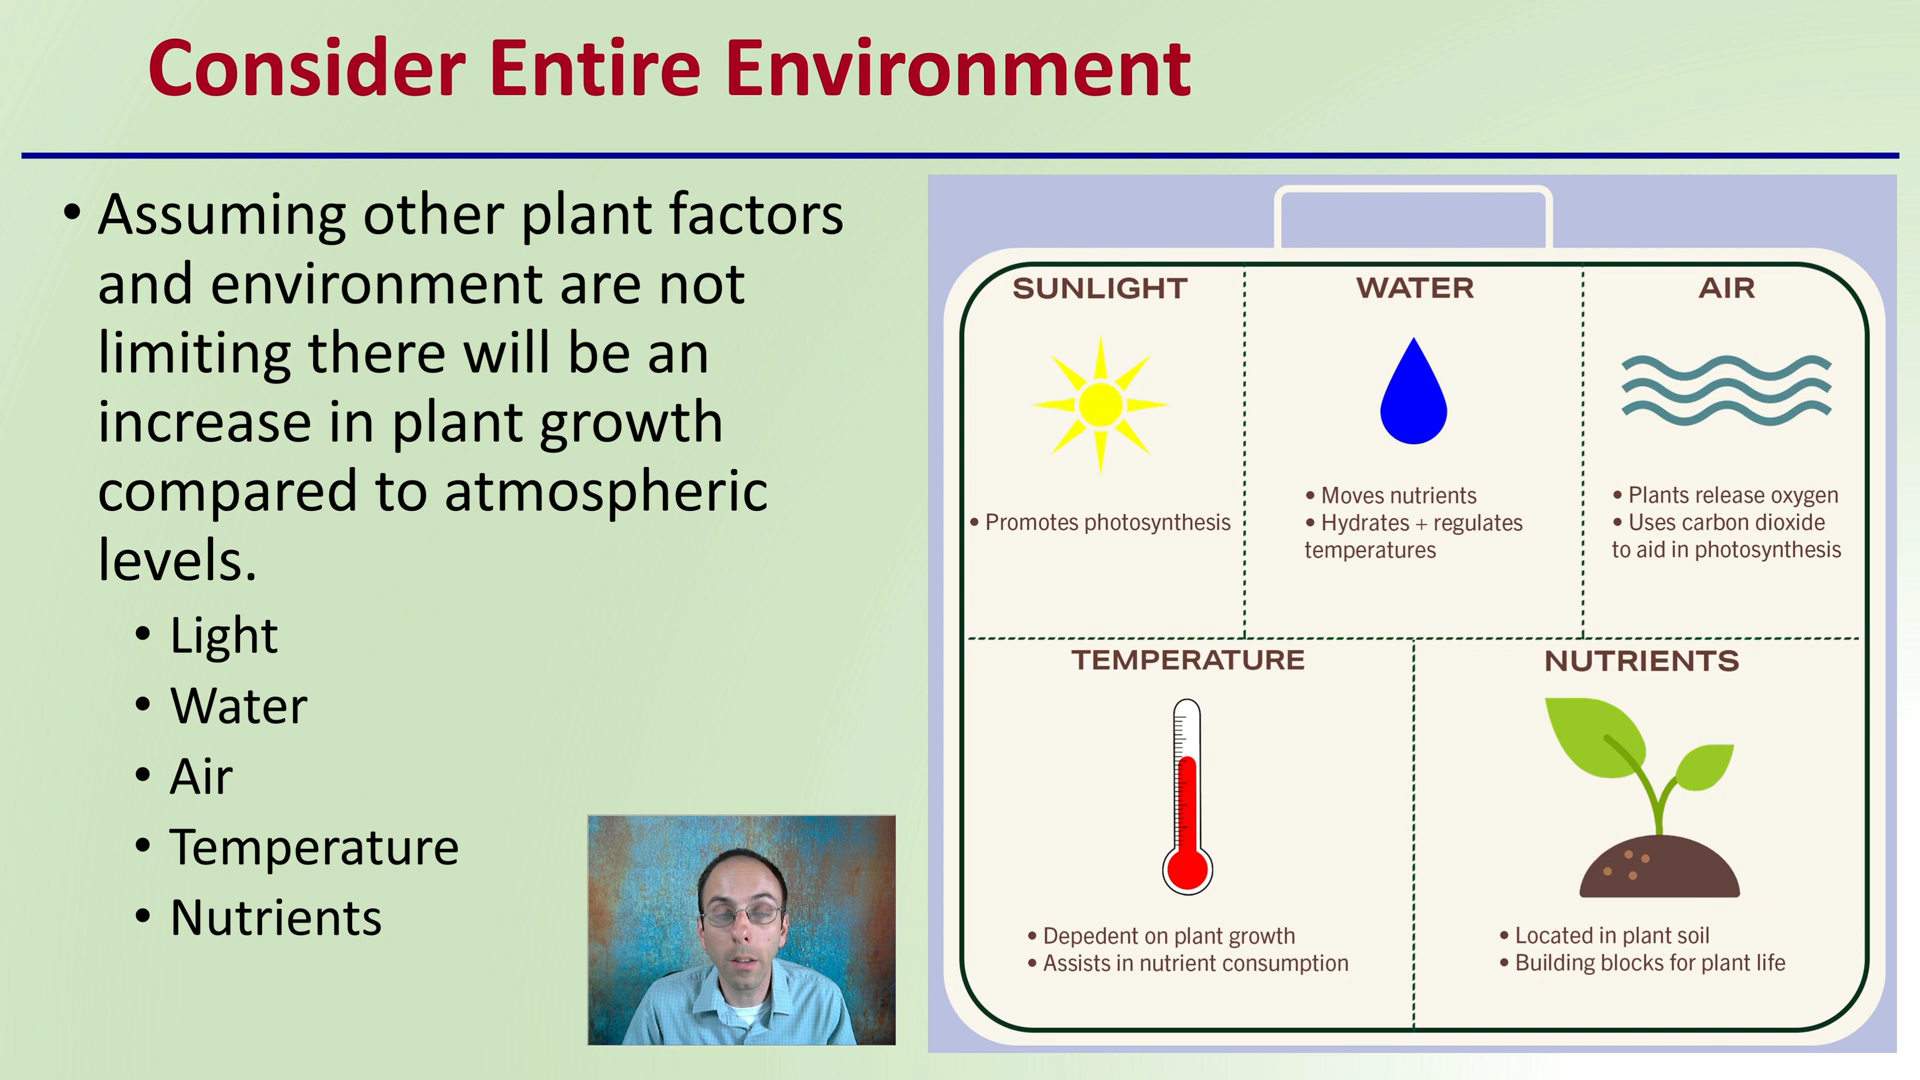 Consider Entire Environment
• Assuming other plant factors
and environment are not
limiting there will be an
increase in plant growth
compared to atmospheric
levels.
• Light
• Water
• Air
• Temperature
• Nutrients
SUNLIGHT
• Promotes photosynthesis
WATER
• Moves nutrients
• Hydrates + regulates
temperatures
AIR
• Plants release oxygen
• Uses carbon dioxide
to aid in photosynthesis
TEMPERATURE
• Depedent on plant growth
• Assists in nutrient consumption
NUTRIENTS
• Located in plant soil
• Building blocks for plant life